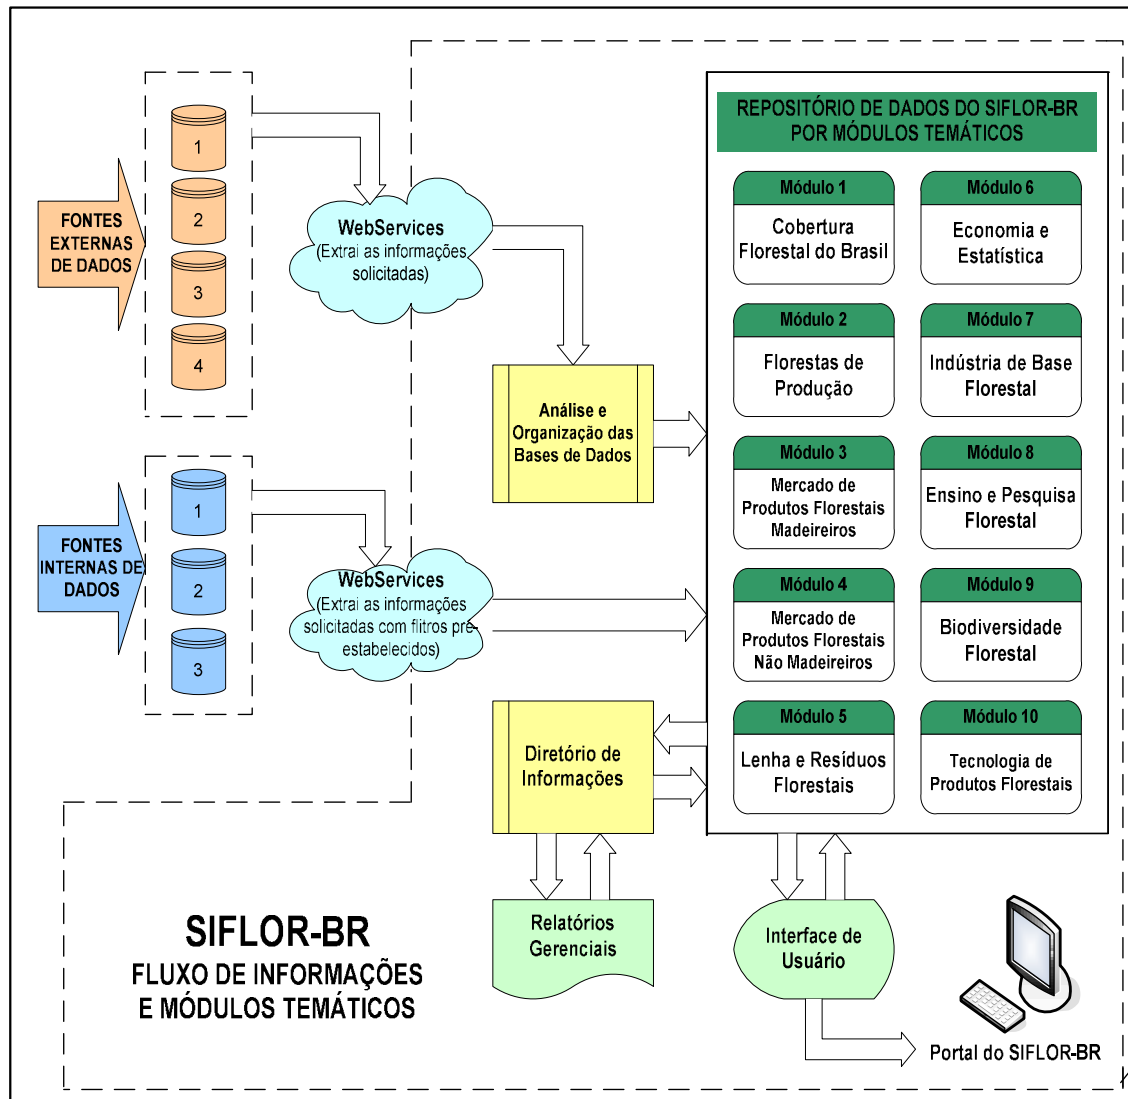 FONTES
EXTERNAS
DE DADOS
1
2
3
4
WebServices
(Extrai as informações
solicitadas)
Análise e
Organização das
Bases de Dados
FONTES
INTERNAS DE
DADOS
1
2
3
WebServices
(Extrai as informações
solicitadas com flitros pre-
estabelecidos)
Diretório de
Informações
Relatórios
Gerenciais
REPOSITÓRIO DE DADOS DO SIFLOR-BR
POR MÓDULOS TEMÁTICOS
Módulo 1
Cobertura
Florestal do Brasil
Módulo 6
Economia e
Estatística
Módulo 2
Florestas de
Produção
Módulo 7
Indústria de Base
Florestal
Módulo 3
Mercado de
Produtos Florestais
Madeireiros
Módulo 8
Ensino e Pesquisa
Florestal
Módulo 4
Mercado de
Produtos Florestais
Não Madeireiros
Módulo 9
Biodiversidade
Florestal
Módulo 5
Lenha e Resíduos
Florestais
Módulo 10
Tecnologia de
Produtos Florestais
Interface de
Usuário
Portal do SIFLOR-BR
SIFLOR-BR
FLUXO DE INFORMAÇÕES
E MÓDULOS TEMÁTICOS